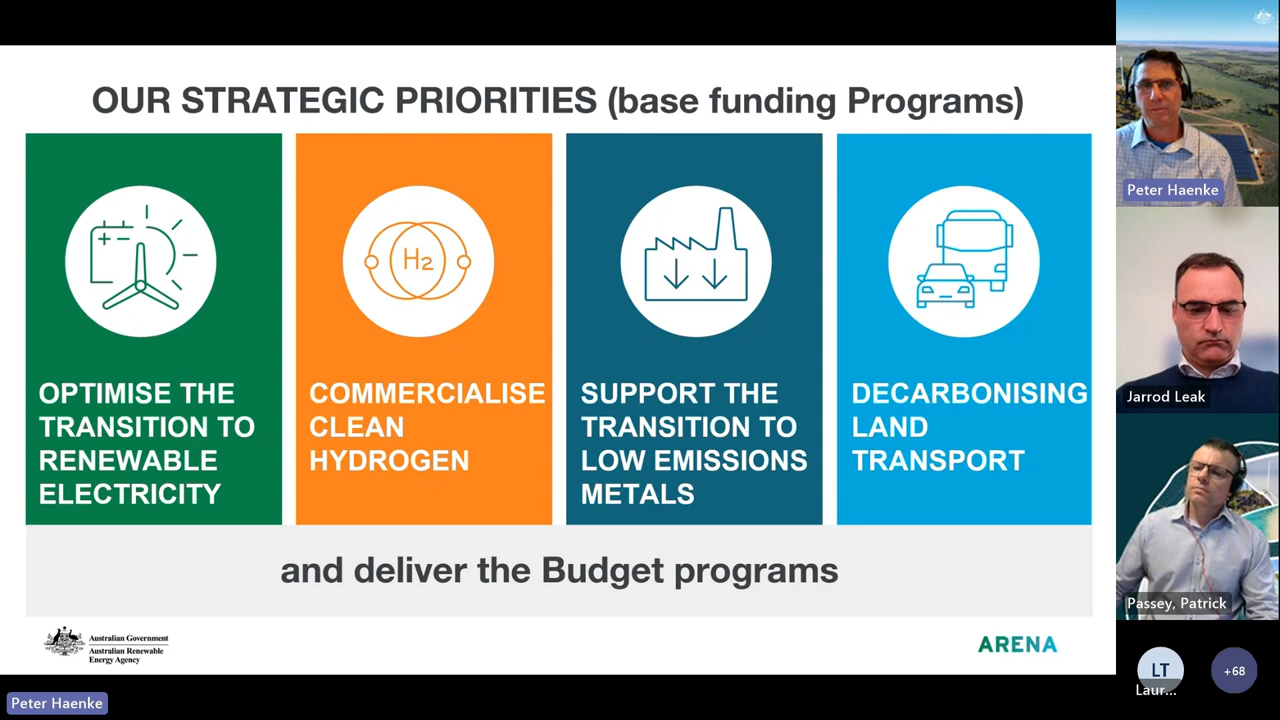 OUR STRATEGIC PRIORITIES (base funding Programs)
H2
OPTIMISE THE
TRANSITION TO
RENEWABLE
ELECTRICITY
COMMERCIALISE
CLEAN
HYDROGEN
SUPPORT THE
TRANSITION TO
LOW EMISSIONS
METALS
DECARBONISING
LAND
TRANSPORT
and deliver the Budget programs
Australian Government
Australian Renewable
Energy Agency
ARENA
Peter Haenke
Peter Haenke
Jarrod Leak
Passey, Patrick
LT
Laur...
+68